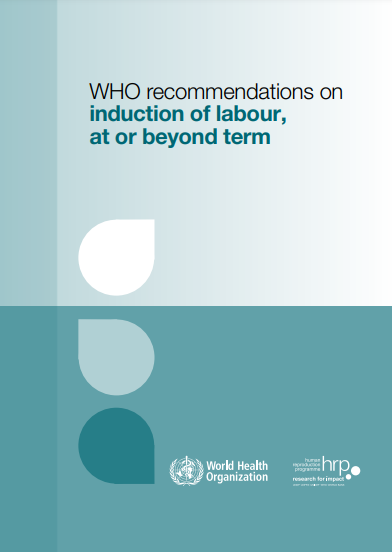 WHO recommendations on
induction of labour,
at or beyond term
World Health
Organization
human
reproduction
programme
hrp
research for impact